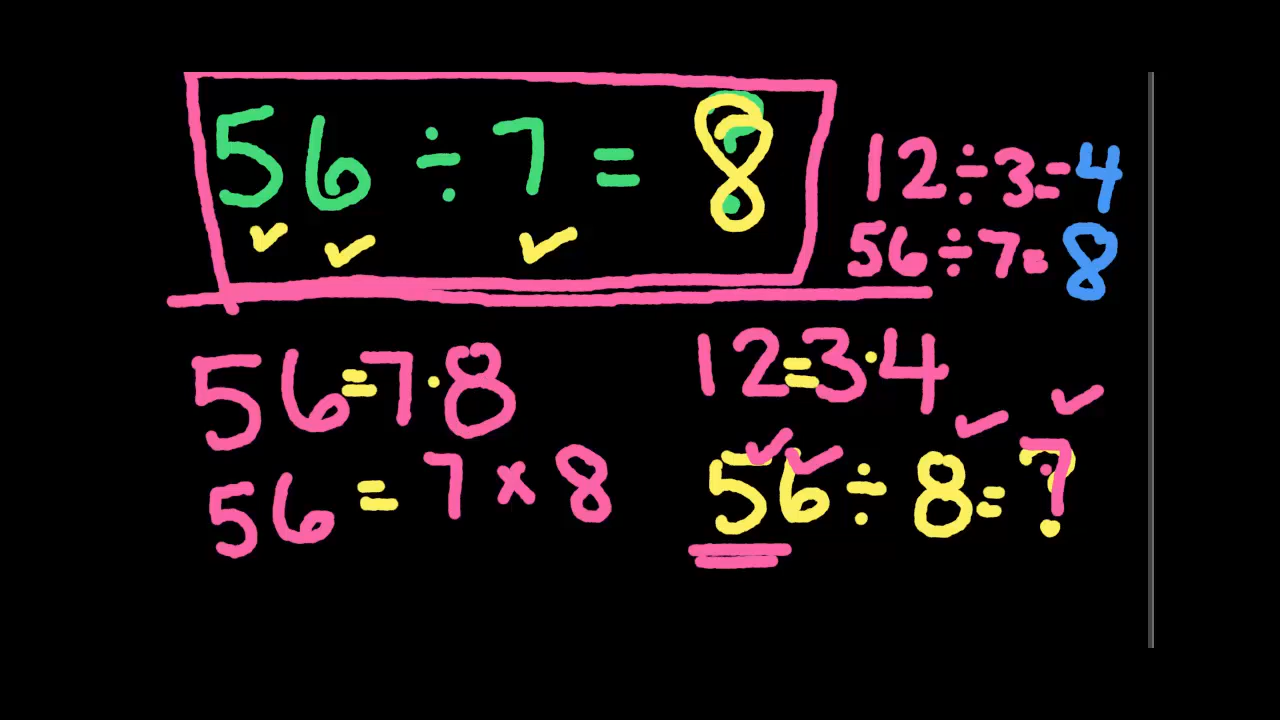 56 ÷ 7 = 8
12 ÷ 3 = 4
56 ÷ 7 = 8
56 = 7 · 8
12 = 3 · 4
56 = 7 x 8
56 ÷ 8 = 7